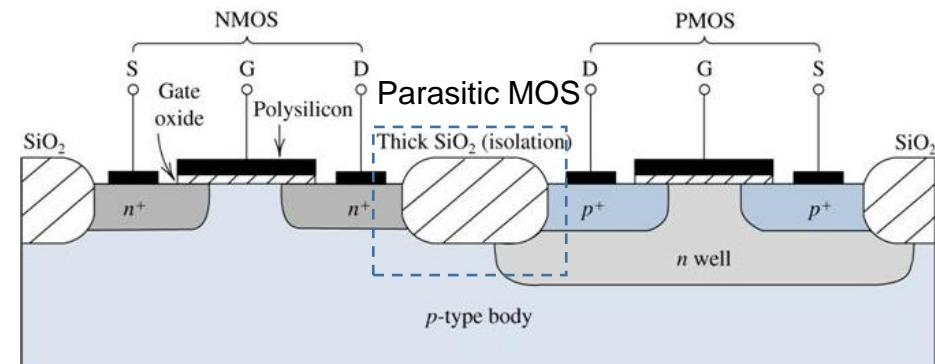 NMOS
PMOS
S
G
D
D
G
S
Gate
oxide
Polysilicon
Parasitic MOS
SiO₂
Thick SiO₂ (isolation)
SiO₂
n⁺
n⁺
p⁺
p⁺
n well
p-type body